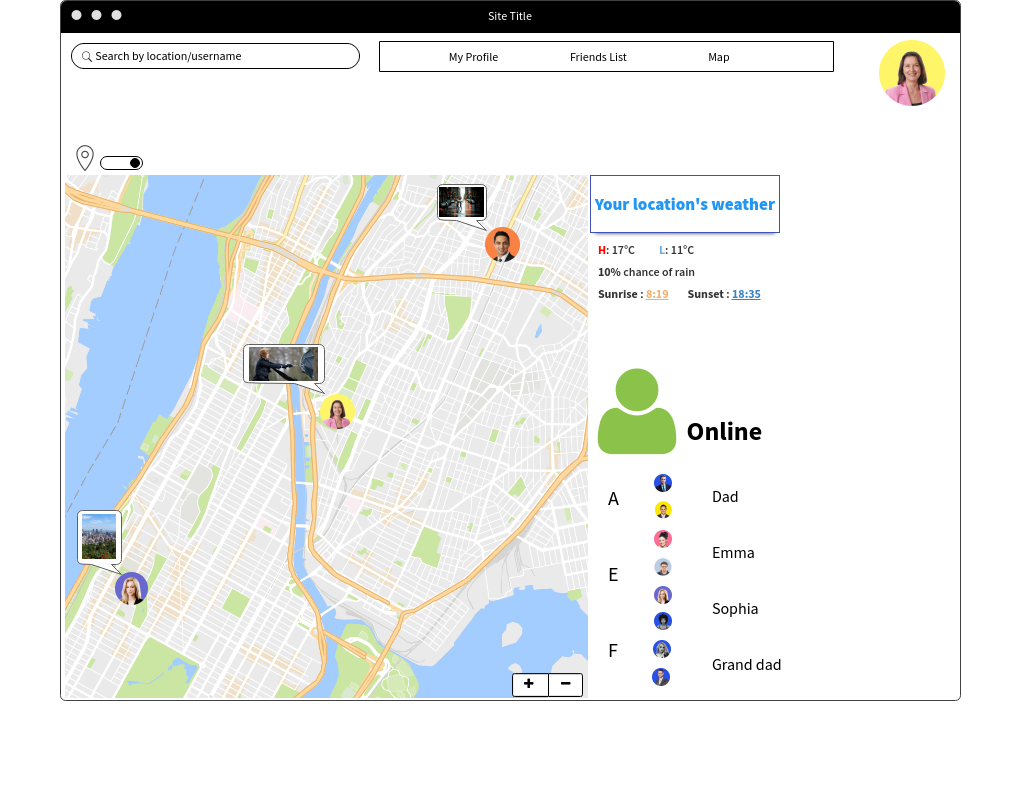 Site Title
Search by location/username
My Profile Friends List Map
Your location's weather
H: 17°C L: 11°C
10% chance of rain
Sunrise : 8:19 Sunset : 18:35
Online
A
Dad
Emma
E
Sophia
F
Grand dad
+ −